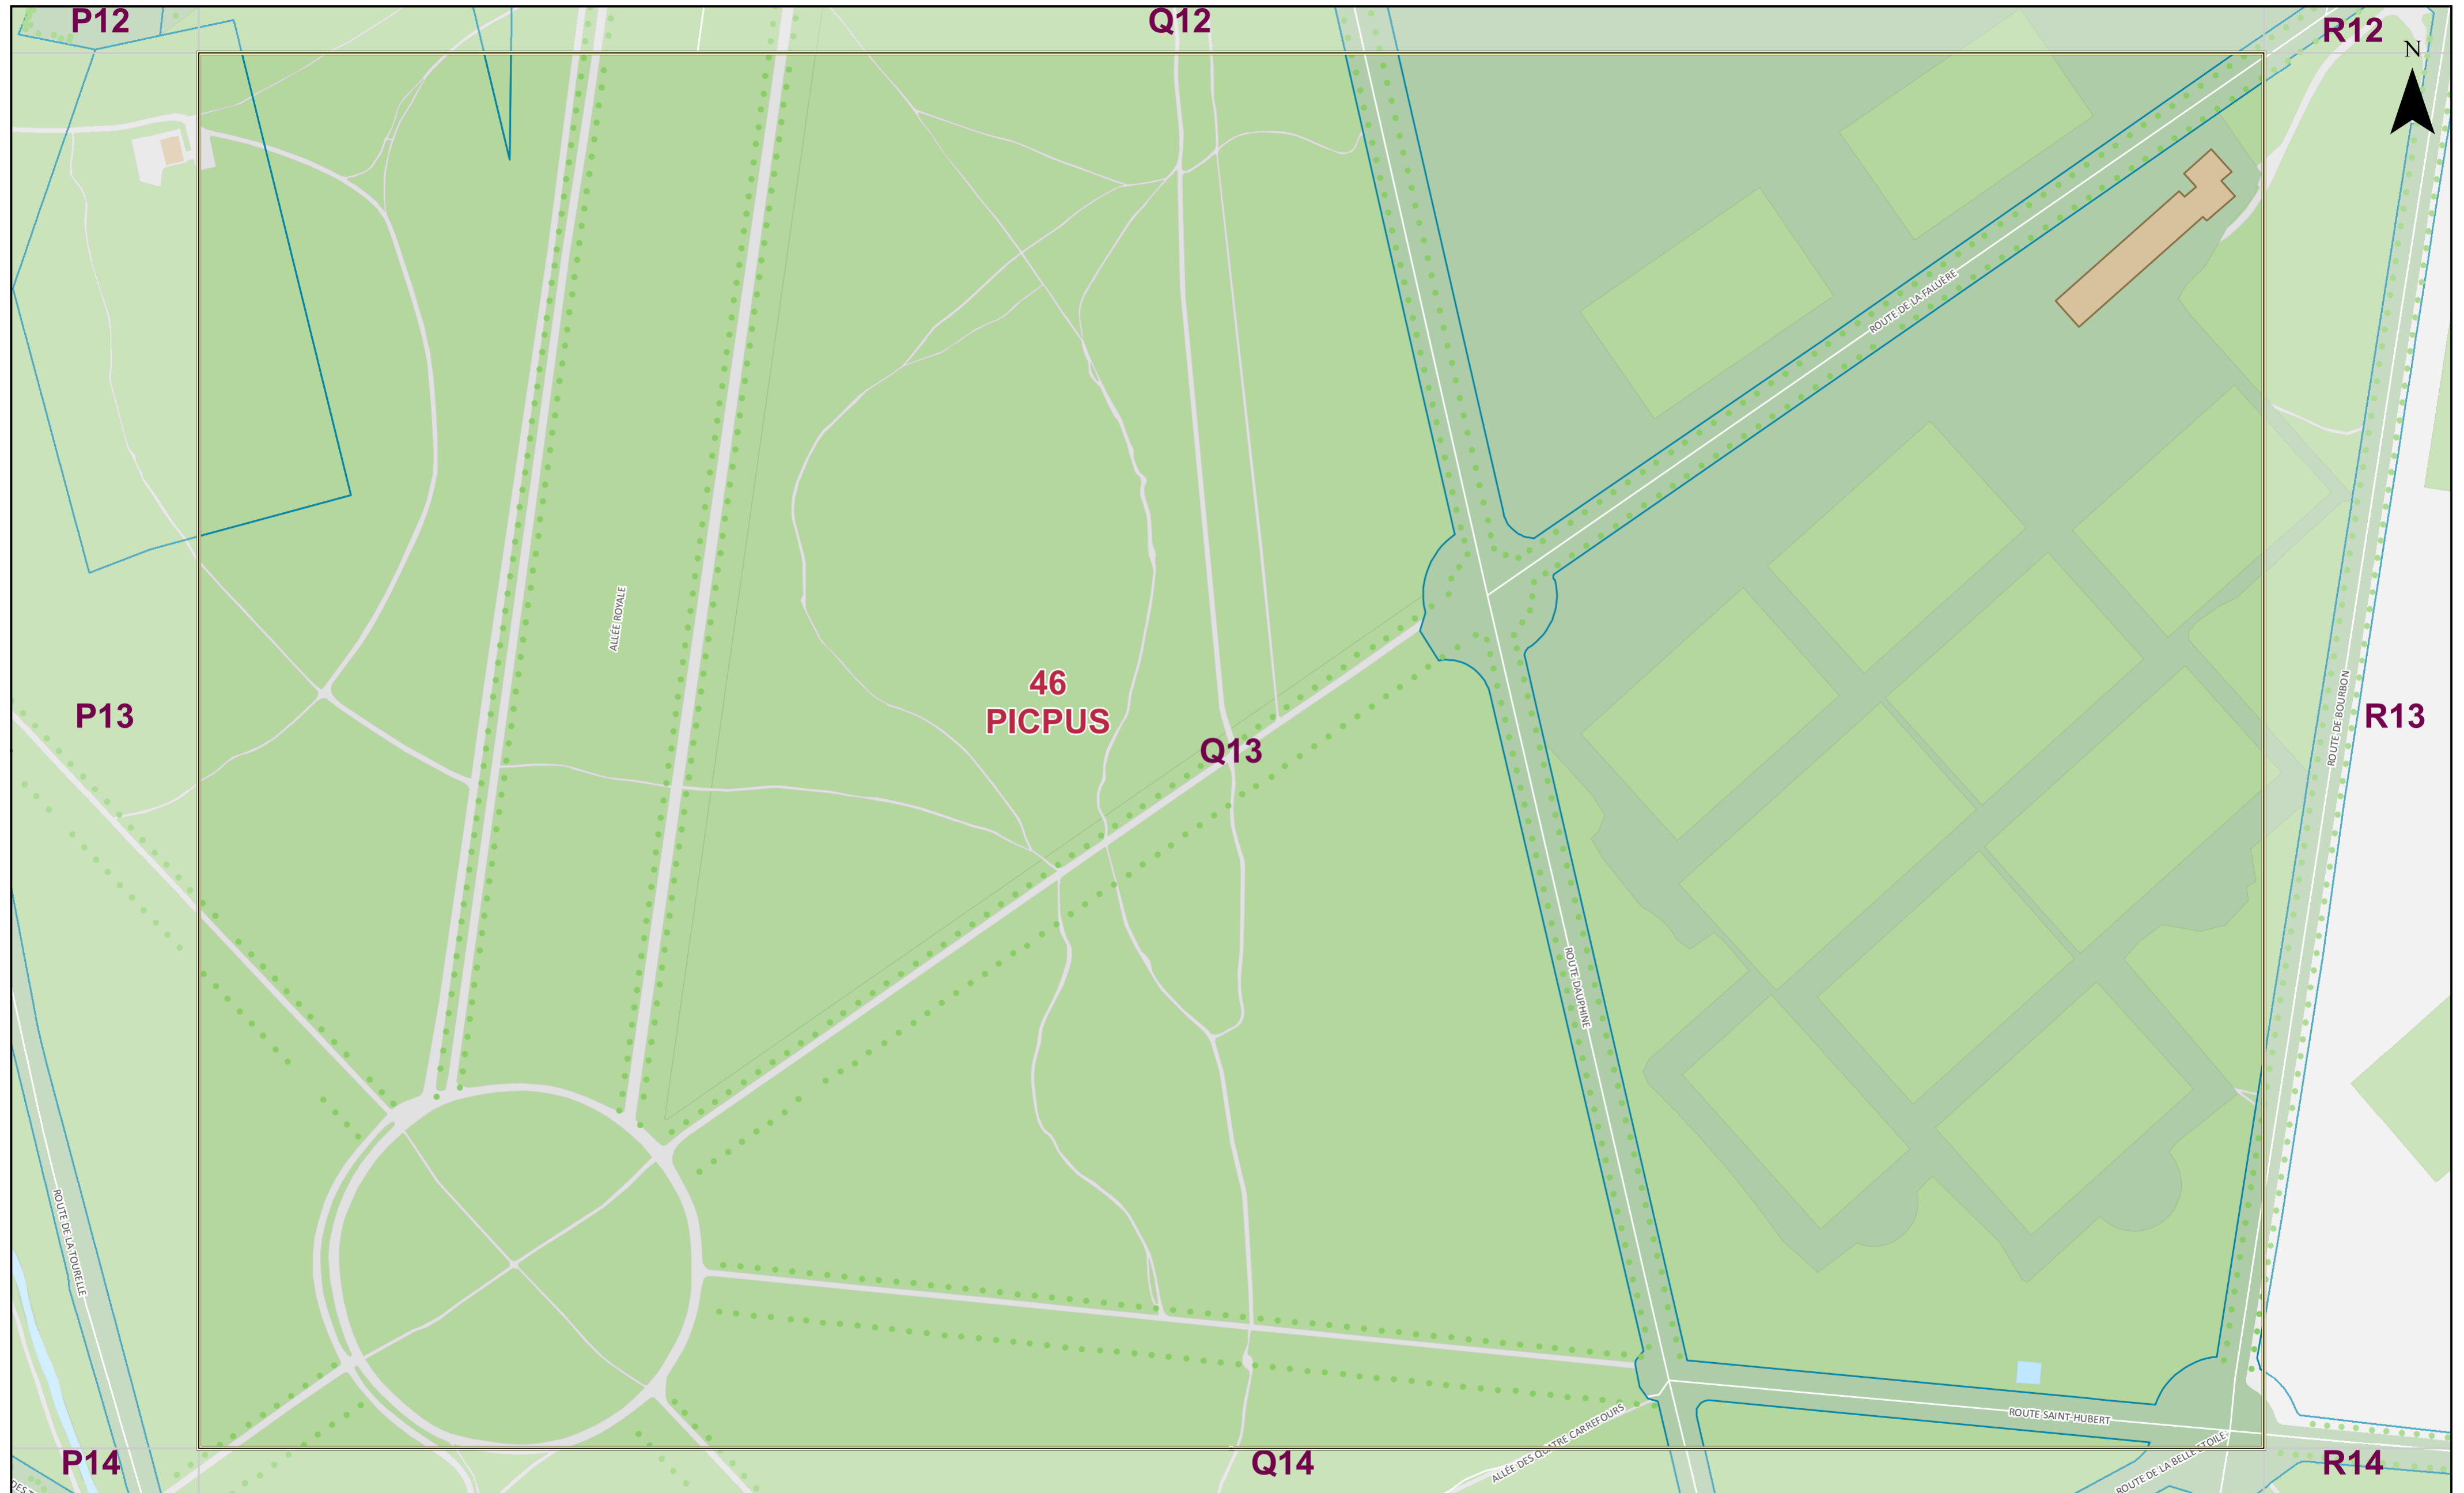 P12
Q12
R12
N
ROUTE DE LA FALUÈRE
ALLÉE ROYALE
46
PICPUS
P13
Q13
R13
ROUTE DE BOURBON
ROUTE DAUPHINE
ROUTE DE LA TOURELLE
ROUTE SAINT-HUBERT
ALLÉE DES QUATRE CARREFOURS
ROUTE DE LA BELLE ETOILE
P14
Q14
R14